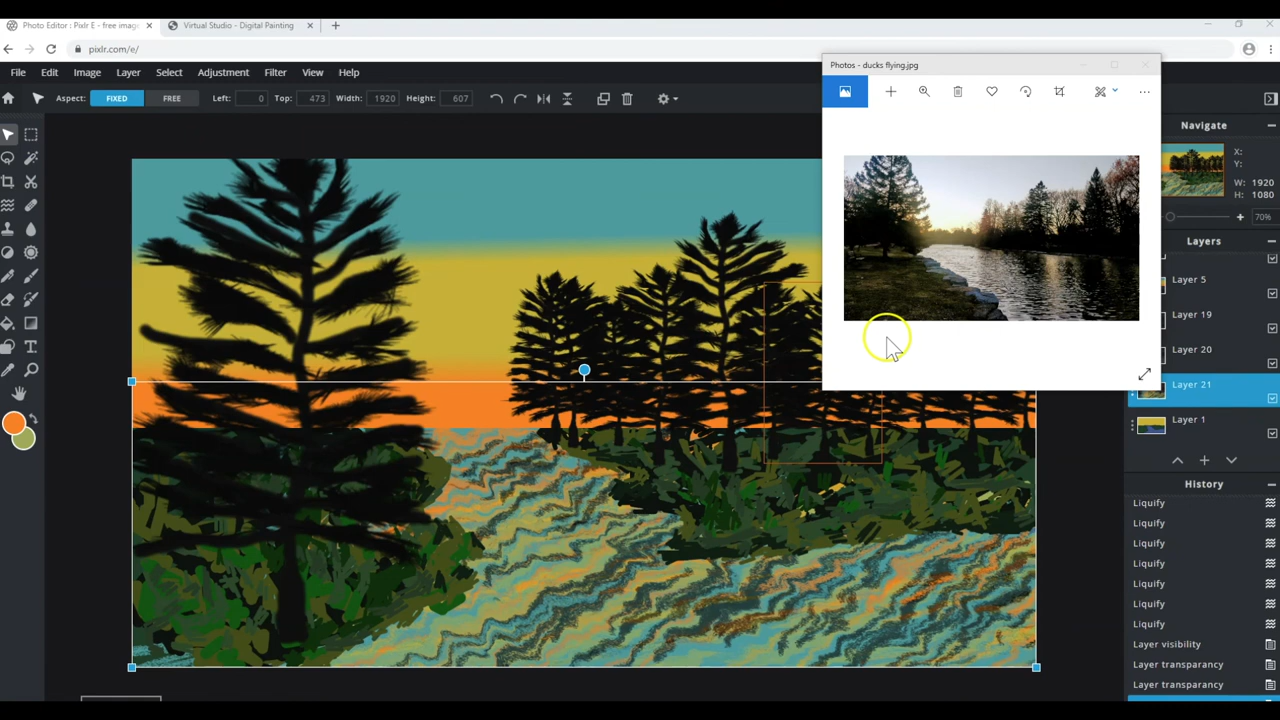 Photo Editor : Pixlr E - free imag
Virtual Studio - Digital Painting
pixlr.com/e/
File Edit Image Layer Select Adjustment Filter View Help
Aspect: FIXED FREE Left: 0 Top: 473 Width: 1920 Height: 607
Photos - ducks flying.jpg
Navigate
X:
Y:
W: 1920
H: 1080
70%
Layers
Layer 5
Layer 19
Layer 20
Layer 21
Layer 1
History
Liquify
Liquify
Liquify
Liquify
Liquify
Liquify
Liquify
Layer visibility
Layer transparancy
Layer transparancy